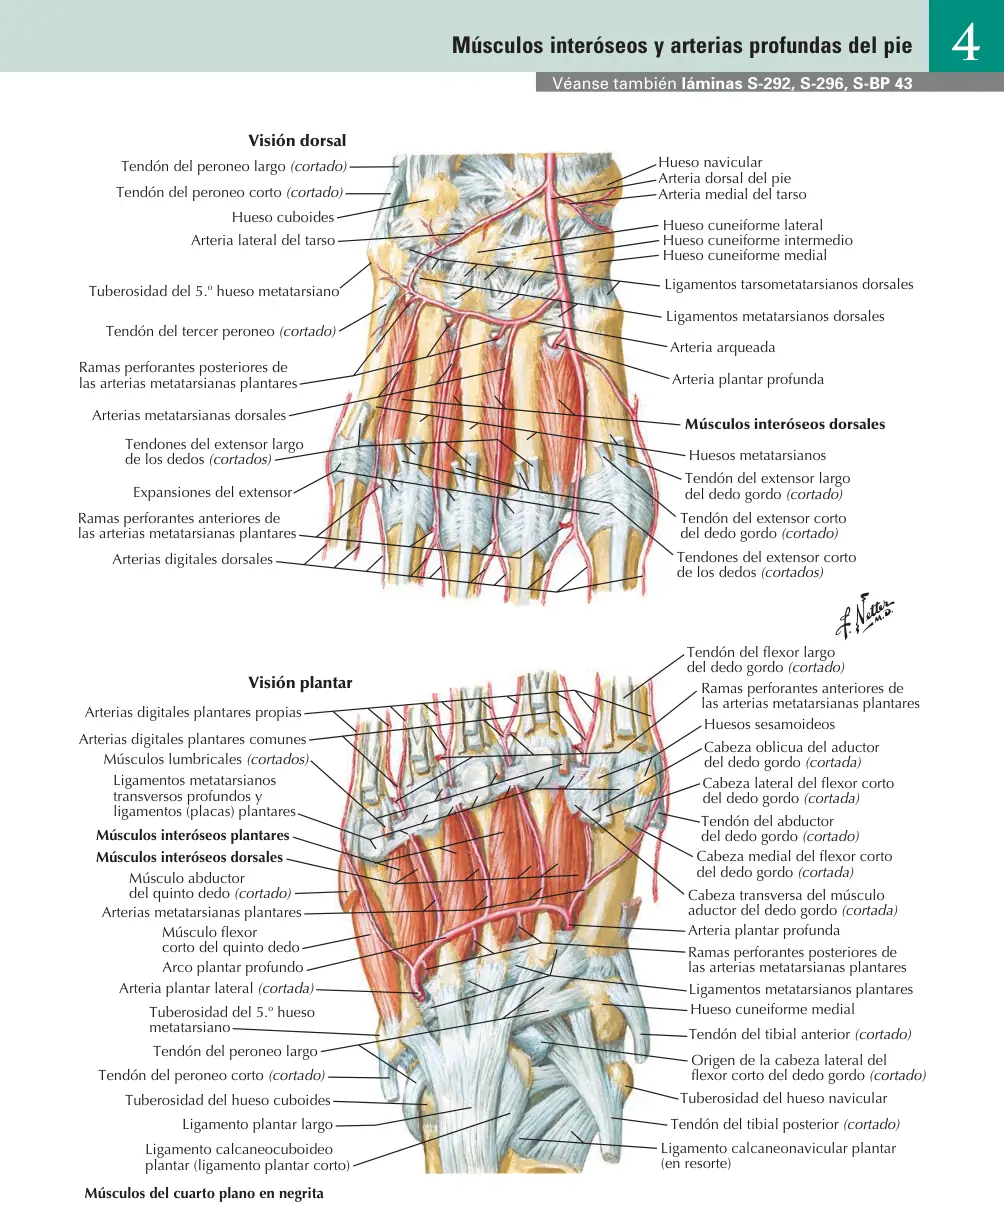 Músculos interóseos y arterias profundas del pie
4
Véanse también láminas S-292, S-296, S-BP 43
Visión dorsal
Tendón del peroneo largo (cortado)
Tendón del peroneo corto (cortado)
Hueso cuboides
Arteria lateral del tarso
Tuberosidad del 5.º hueso metatarsiano
Tendón del tercer peroneo (cortado)
Ramas perforantes posteriores de
las arterias metatarsianas plantares
Arterias metatarsianas dorsales
Tendones del extensor largo
de los dedos (cortados)
Expansiones del extensor
Ramas perforantes anteriores de
las arterias metatarsianas plantares
Arterias digitales dorsales
Hueso navicular
Arteria dorsal del pie
Arteria medial del tarso
Hueso cuneiforme lateral
Hueso cuneiforme intermedio
Hueso cuneiforme medial
Ligamentos tarsometatarsianos dorsales
Ligamentos metatarsianos dorsales
Arteria arqueada
Arteria plantar profunda
Músculos interóseos dorsales
Huesos metatarsianos
Tendón del extensor largo
del dedo gordo (cortado)
Tendón del extensor corto
del dedo gordo (cortado)
Tendones del extensor corto
de los dedos (cortados)
F. Netter
M.D.
Visión plantar
Arterias digitales plantares propias
Arterias digitales plantares comunes
Músculos lumbricales (cortados)
Ligamentos metatarsianos
transversos profundos y
ligamentos (placas) plantares
Músculos interóseos plantares
Músculos interóseos dorsales
Músculo abductor
del quinto dedo (cortado)
Arterias metatarsianas plantares
Músculo flexor
corto del quinto dedo
Arco plantar profundo
Arteria plantar lateral (cortada)
Tuberosidad del 5.º hueso
metatarsiano
Tendón del peroneo largo
Tendón del peroneo corto (cortado)
Tuberosidad del hueso cuboides
Ligamento plantar largo
Ligamento calcaneocuboideo
plantar (ligamento plantar corto)
Tendón del flexor largo
del dedo gordo (cortado)
Ramas perforantes anteriores de
las arterias metatarsianas plantares
Huesos sesamoideos
Cabeza oblicua del aductor
del dedo gordo (cortada)
Cabeza lateral del flexor corto
del dedo gordo (cortada)
Tendón del abductor
del dedo gordo (cortado)
Cabeza medial del flexor corto
del dedo gordo (cortada)
Cabeza transversa del músculo
aductor del dedo gordo (cortada)
Arteria plantar profunda
Ramas perforantes posteriores de
las arterias metatarsianas plantares
Ligamentos metatarsianos plantares
Hueso cuneiforme medial
Tendón del tibial anterior (cortado)
Origen de la cabeza lateral del
flexor corto del dedo gordo (cortado)
Tuberosidad del hueso navicular
Tendón del tibial posterior (cortado)
Ligamento calcaneonavicular plantar
(en resorte)
Músculos del cuarto plano en negrita